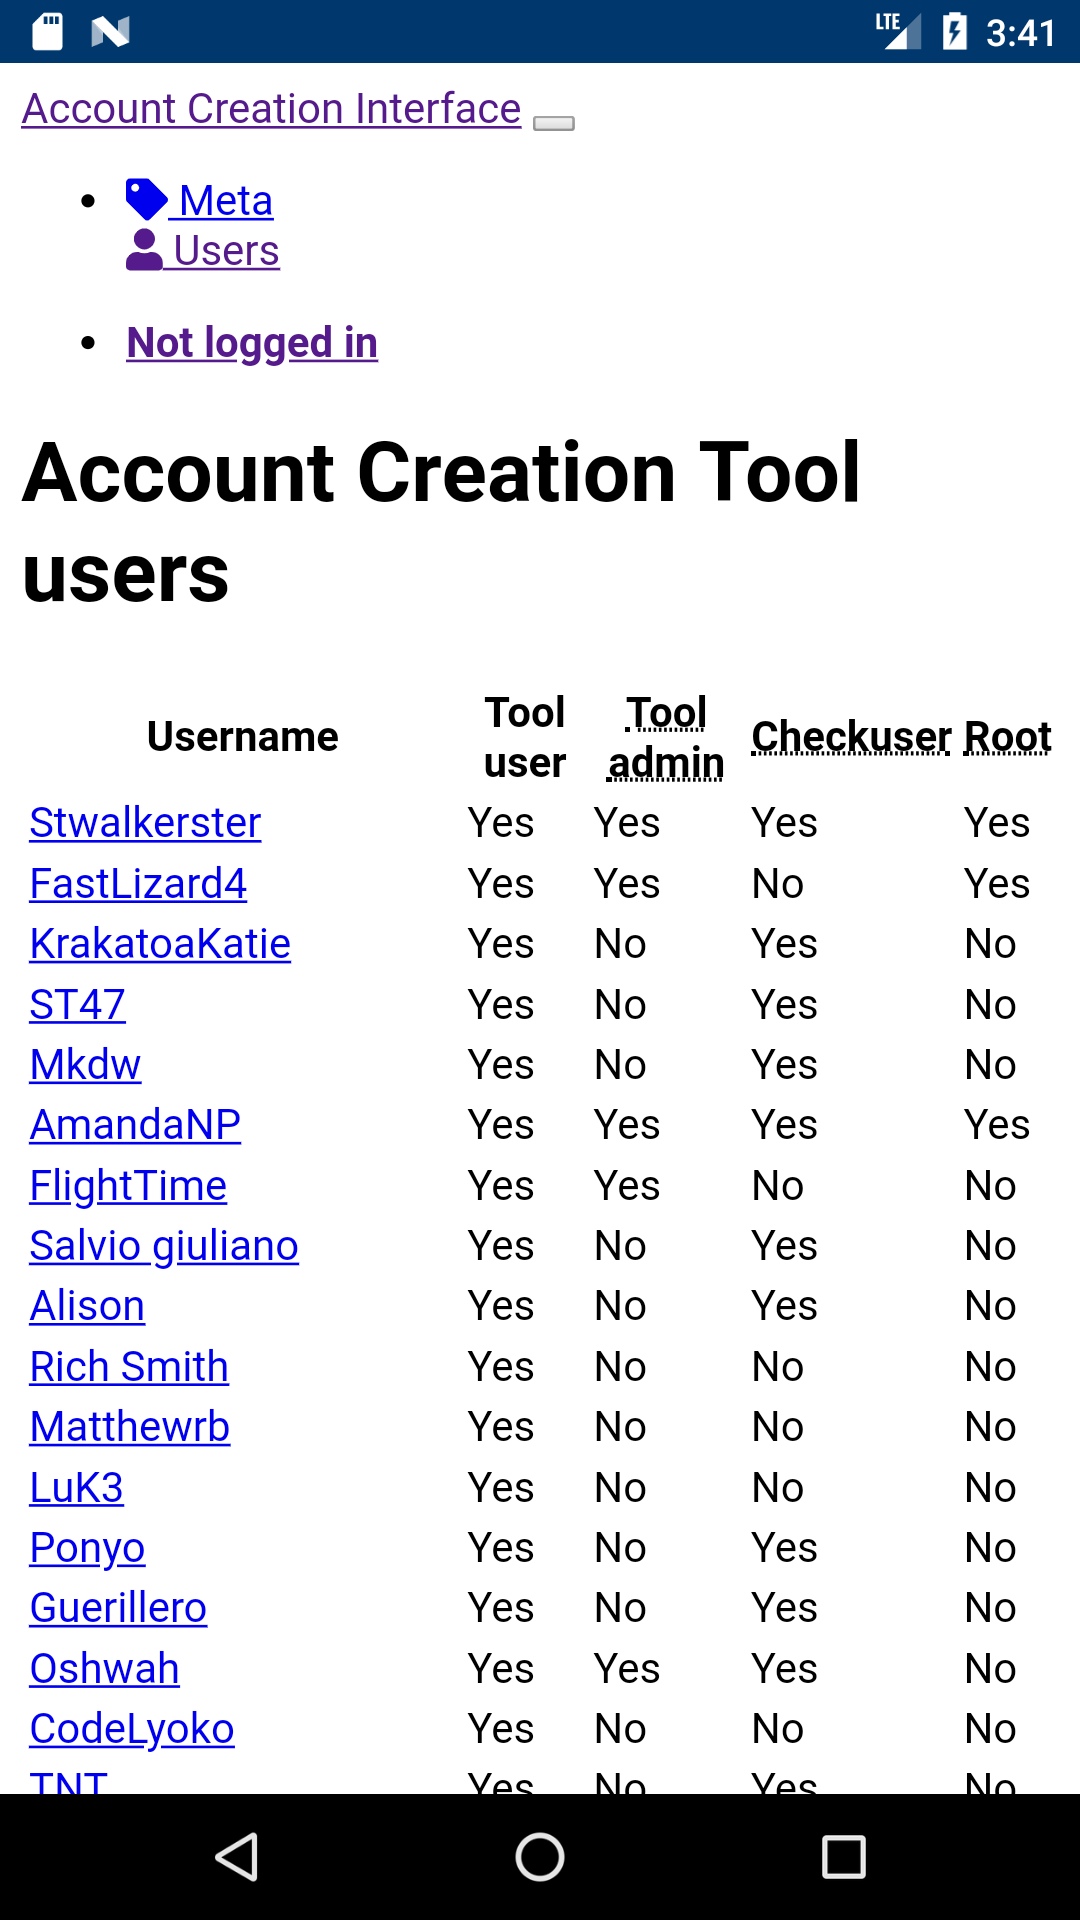 LTE 3:41
Account Creation Interface
• Meta
Users
• Not logged in
Account Creation Tool
users
Username Tool user Tool admin Checkuser Root
Stwalkerster Yes Yes Yes Yes
FastLizard4 Yes Yes No Yes
KrakatoaKatie Yes No Yes No
ST47 Yes No Yes No
Mkdw Yes No Yes No
AmandaNP Yes Yes Yes Yes
FlightTime Yes Yes No No
Salvio giuliano Yes No Yes No
Alison Yes No Yes No
Rich Smith Yes No No No
Matthewrb Yes No No No
LuK3 Yes No No No
Ponyo Yes No Yes No
Guerillero Yes No Yes No
Oshwah Yes Yes Yes No
CodeLyoko Yes No No No
TNT Yes No Yes No